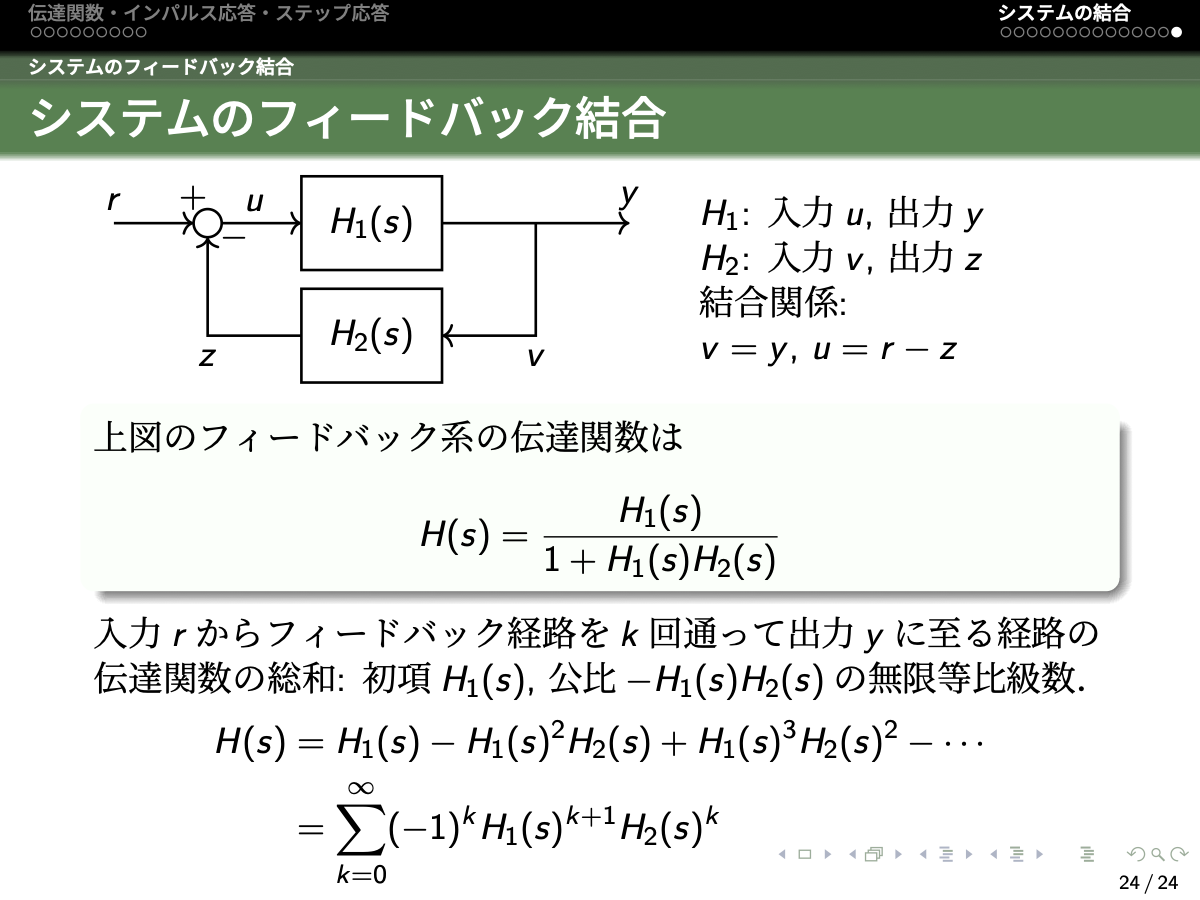 伝達関数・インパルス応答・ステップ応答
システムの結合
システムのフィードバック結合
システムのフィードバック結合
r
+
u
−
H₁(s)
y
H₂(s)
z
v
H₁: 入力 u, 出力 y
H₂: 入力 v, 出力 z
結合関係:
v = y, u = r − z
上図のフィードバック系の伝達関数は
H(s) = H₁(s) / (1 + H₁(s)H₂(s))
入力 r からフィードバック経路を k 回通って出力 y に至る経路の
伝達関数の総和: 初項 H₁(s), 公比 −H₁(s)H₂(s) の無限等比級数.
H(s) = H₁(s) − H₁(s)²H₂(s) + H₁(s)³H₂(s)² − ⋯
= ∑_{k=0}^{∞} (−1)^k H₁(s)^{k+1} H₂(s)^k
24 / 24